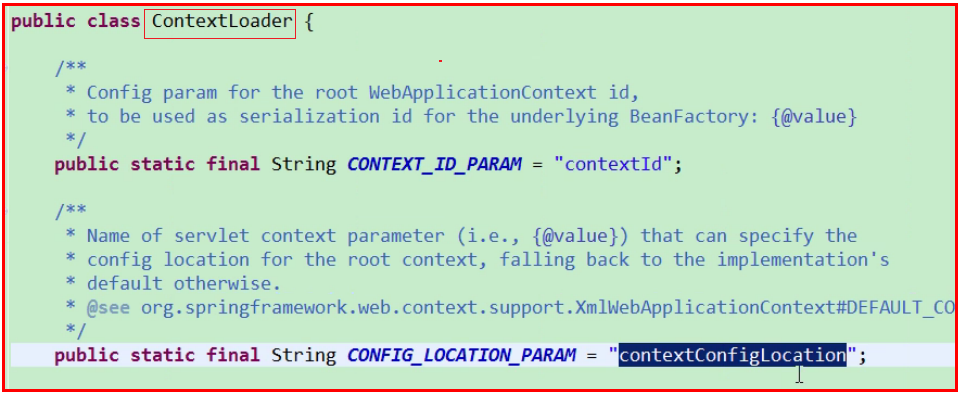 public class ContextLoader {
/**
* Config param for the root WebApplicationContext id,
* to be used as serialization id for the underlying BeanFactory: {@value}
*/
public static final String CONTEXT_ID_PARAM = "contextId";
/**
* Name of servlet context parameter (i.e., {@value}) that can specify the
* config location for the root context, falling back to the implementation's
* default otherwise.
* @see org.springframework.web.context.support.XmlWebApplicationContext#DEFAULT_CO
*/
public static final String CONFIG_LOCATION_PARAM = "contextConfigLocation";